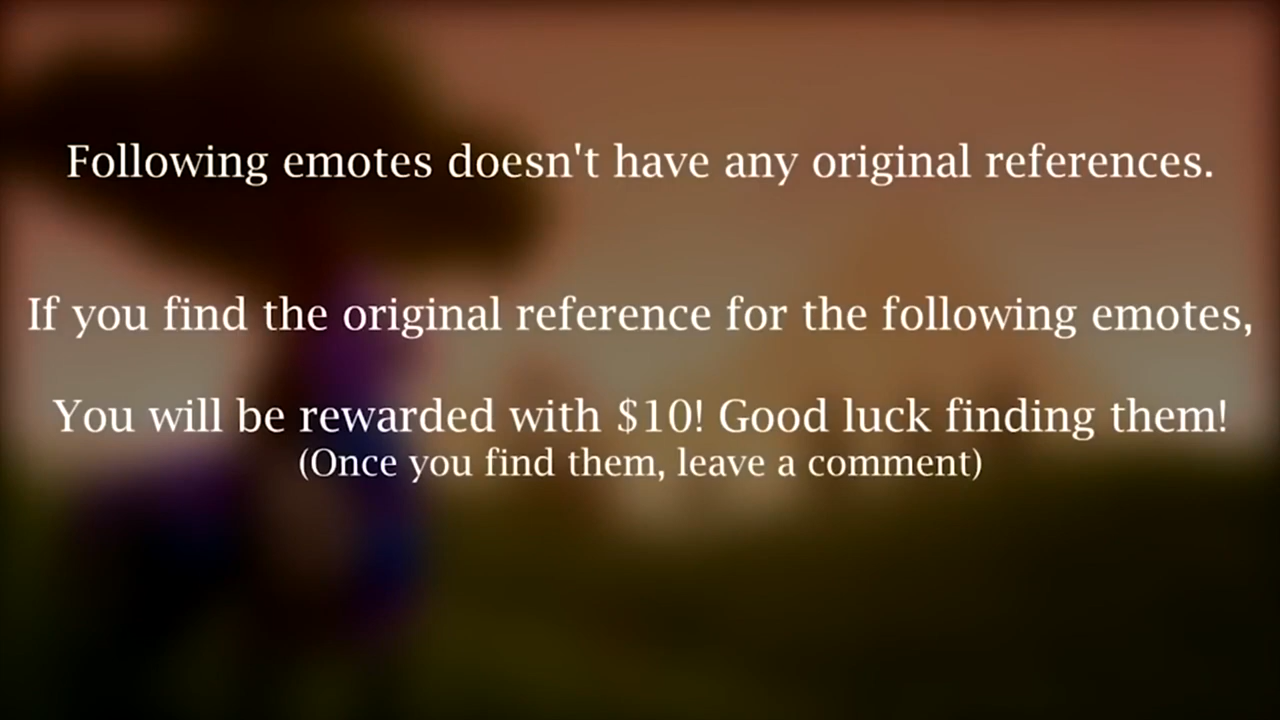 Following emotes doesn't have any original references.
If you find the original reference for the following emotes,
You will be rewarded with $10! Good luck finding them!
(Once you find them, leave a comment)